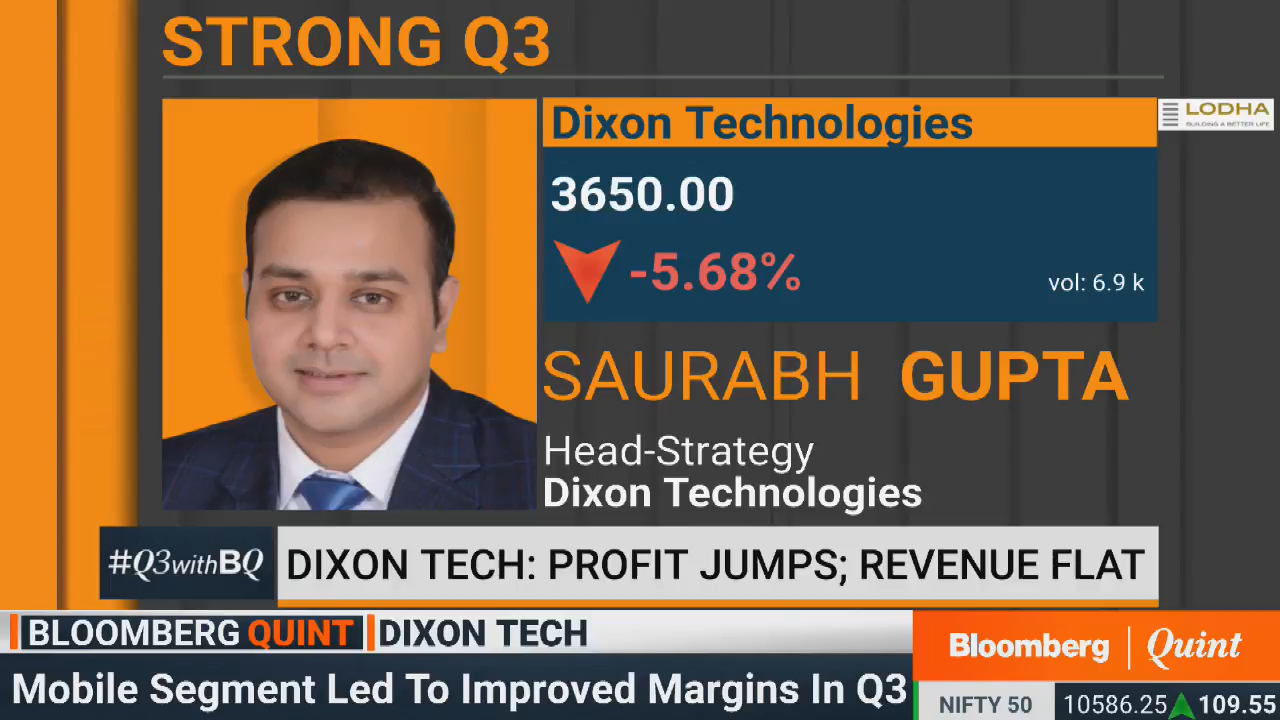 STRONG Q3
Dixon Technologies
LODHA
BUILDING A BETTER LIFE
3650.00
-5.68%
vol: 6.9 k
SAURABH GUPTA
Head-Strategy
Dixon Technologies
#Q3withBQ
DIXON TECH: PROFIT JUMPS; REVENUE FLAT
BLOOMBERG QUINT DIXON TECH
Bloomberg | Quint
Mobile Segment Led To Improved Margins In Q3
NIFTY 50 10586.25 109.55